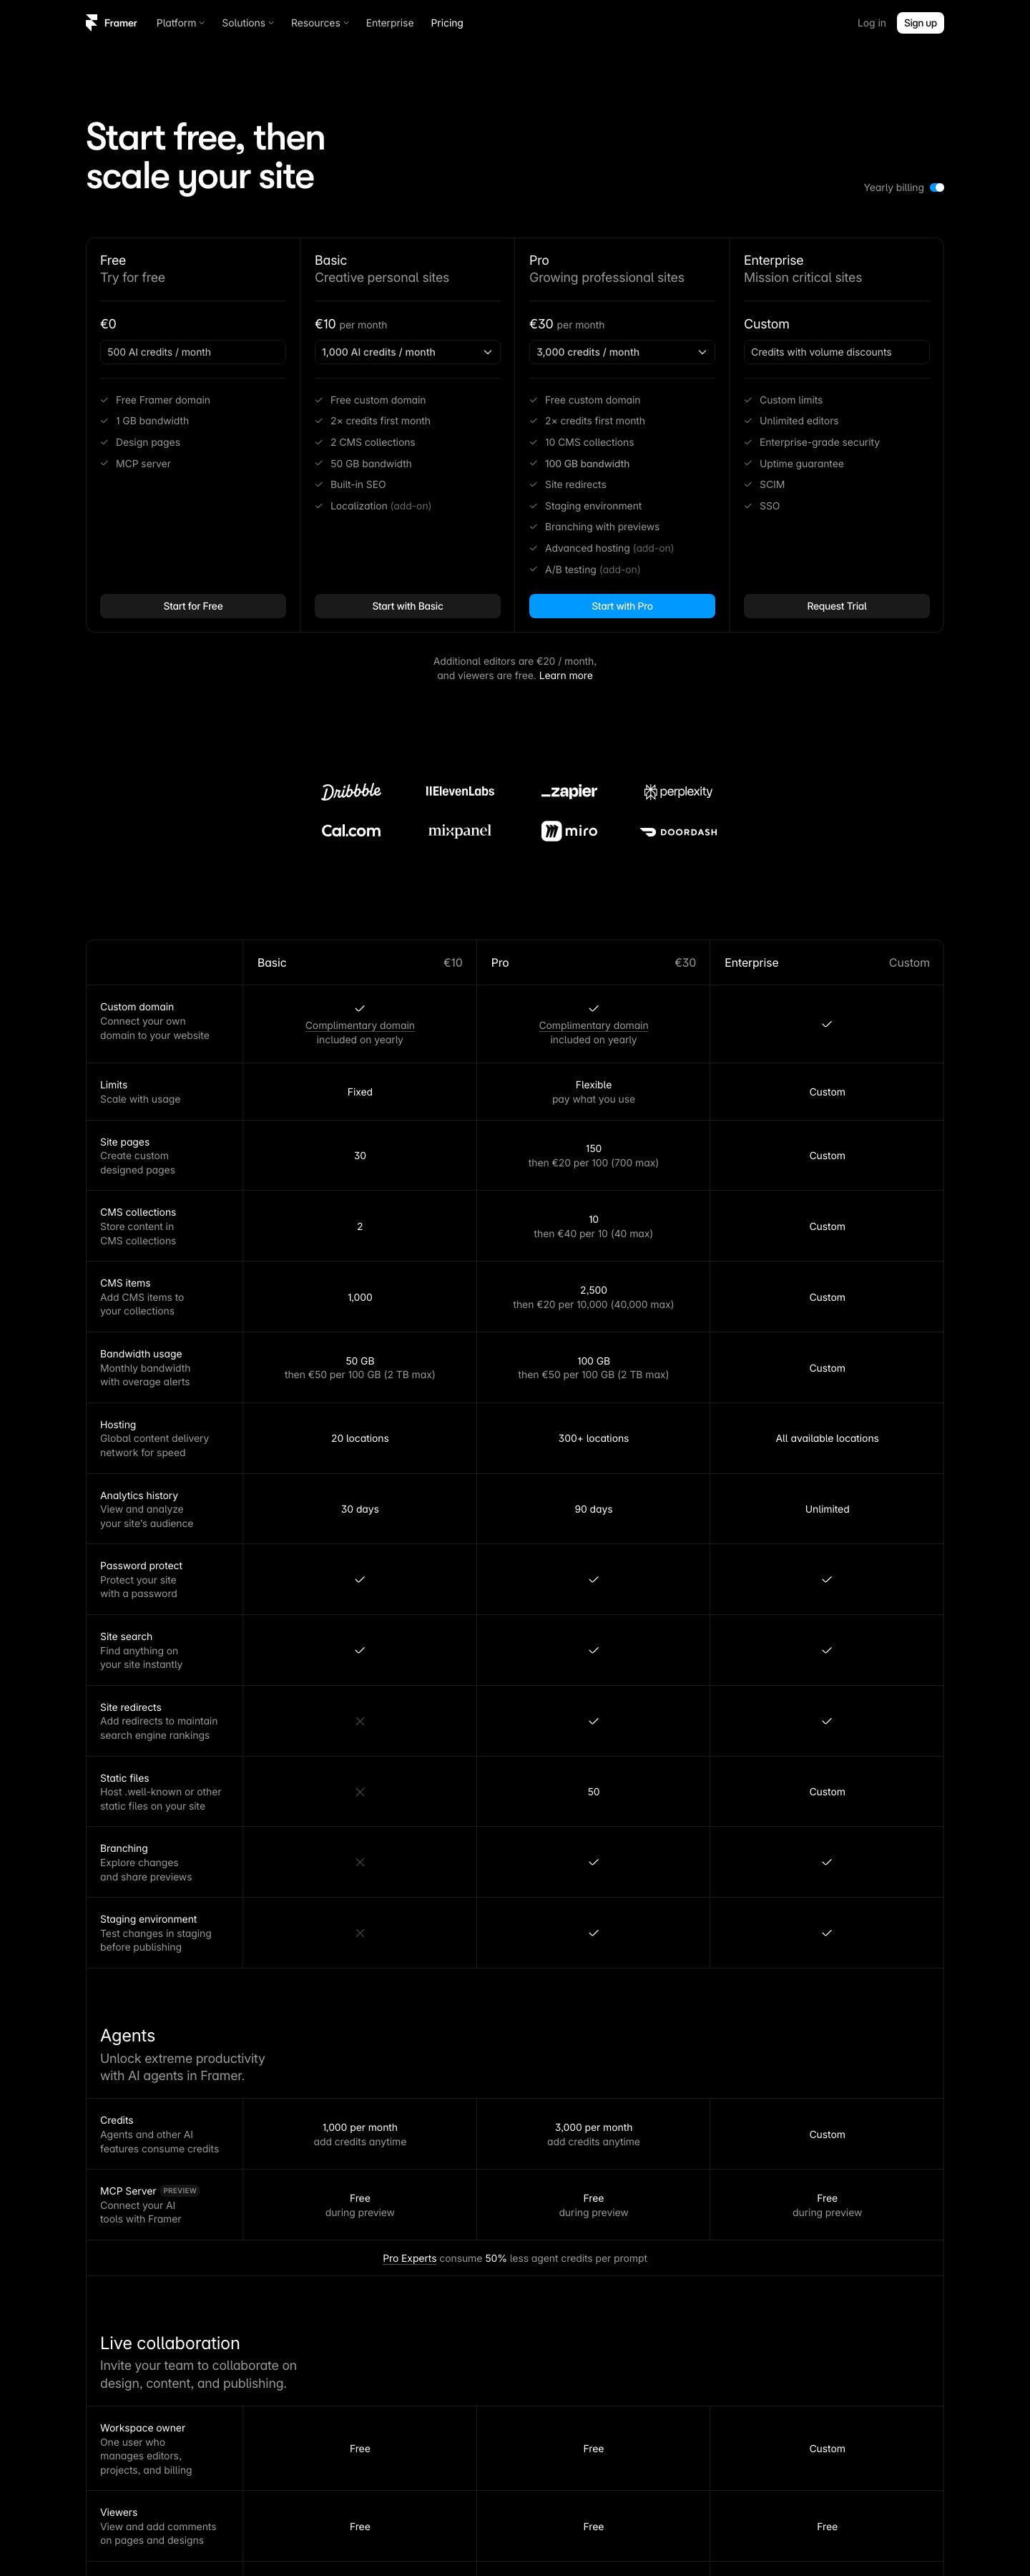 Framer
Platform
Solutions
Resources
Enterprise
Pricing
Log in
Sign up
Start free, then
scale your site
Yearly billing
Free
Try for free
€0
500 AI credits / month
Free Framer domain
1 GB bandwidth
Design pages
MCP server
Start for Free
Basic
Creative personal sites
€10 per month
1,000 AI credits / month
Free custom domain
2× credits first month
2 CMS collections
50 GB bandwidth
Built-in SEO
Localization (add-on)
Start with Basic
Pro
Growing professional sites
€30 per month
3,000 credits / month
Free custom domain
2× credits first month
10 CMS collections
100 GB bandwidth
Site redirects
Staging environment
Branching with previews
Advanced hosting (add-on)
A/B testing (add-on)
Start with Pro
Enterprise
Mission critical sites
Custom
Credits with volume discounts
Custom limits
Unlimited editors
Enterprise-grade security
Uptime guarantee
SCIM
SSO
Request Trial
Additional editors are €20 / month,
and viewers are free. Learn more
Dribbble
IIElevenLabs
_zapier
perplexity
Cal.com
mixpanel
miro
DOORDASH
Basic €10
Pro €30
Enterprise Custom
Custom domain
Connect your own
domain to your website
Complimentary domain
included on yearly
Complimentary domain
included on yearly
Limits
Scale with usage
Fixed
Flexible
pay what you use
Custom
Site pages
Create custom
designed pages
30
150
then €20 per 100 (700 max)
Custom
CMS collections
Store content in
CMS collections
2
10
then €40 per 10 (40 max)
Custom
CMS items
Add CMS items to
your collections
1,000
2,500
then €20 per 10,000 (40,000 max)
Custom
Bandwidth usage
Monthly bandwidth
with overage alerts
50 GB
then €50 per 100 GB (2 TB max)
100 GB
then €50 per 100 GB (2 TB max)
Custom
Hosting
Global content delivery
network for speed
20 locations
300+ locations
All available locations
Analytics history
View and analyze
your site's audience
30 days
90 days
Unlimited
Password protect
Protect your site
with a password
Site search
Find anything on
your site instantly
Site redirects
Add redirects to maintain
search engine rankings
Static files
Host .well-known or other
static files on your site
50
Custom
Branching
Explore changes
and share previews
Staging environment
Test changes in staging
before publishing
Agents
Unlock extreme productivity
with AI agents in Framer.
Credits
Agents and other AI
features consume credits
1,000 per month
add credits anytime
3,000 per month
add credits anytime
Custom
MCP Server PREVIEW
Connect your AI
tools with Framer
Free
during preview
Free
during preview
Free
during preview
Pro Experts consume 50% less agent credits per prompt
Live collaboration
Invite your team to collaborate on
design, content, and publishing.
Workspace owner
One user who
manages editors,
projects, and billing
Free
Free
Custom
Viewers
View and add comments
on pages and designs
Free
Free
Free